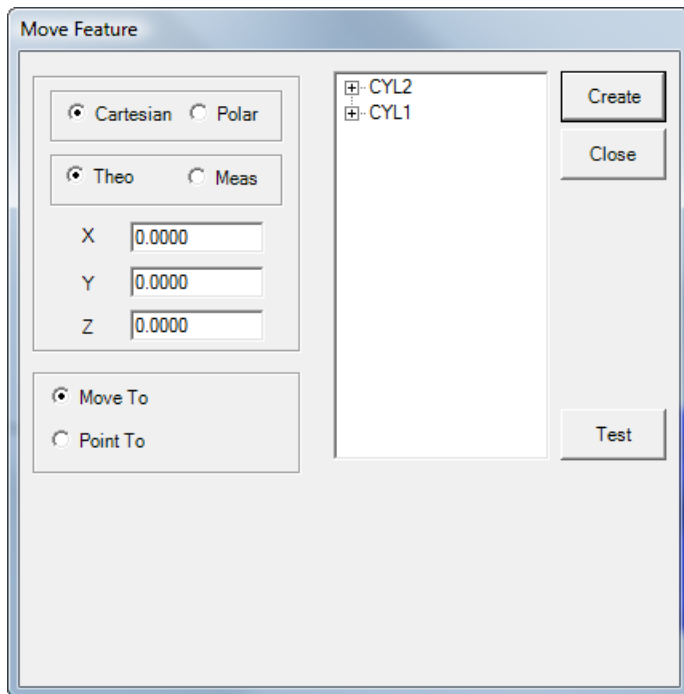 Move Feature
Cartesian Polar
Theo Meas
X 0.0000
Y 0.0000
Z 0.0000
Move To
Point To
CYL2
CYL1
Create
Close
Test